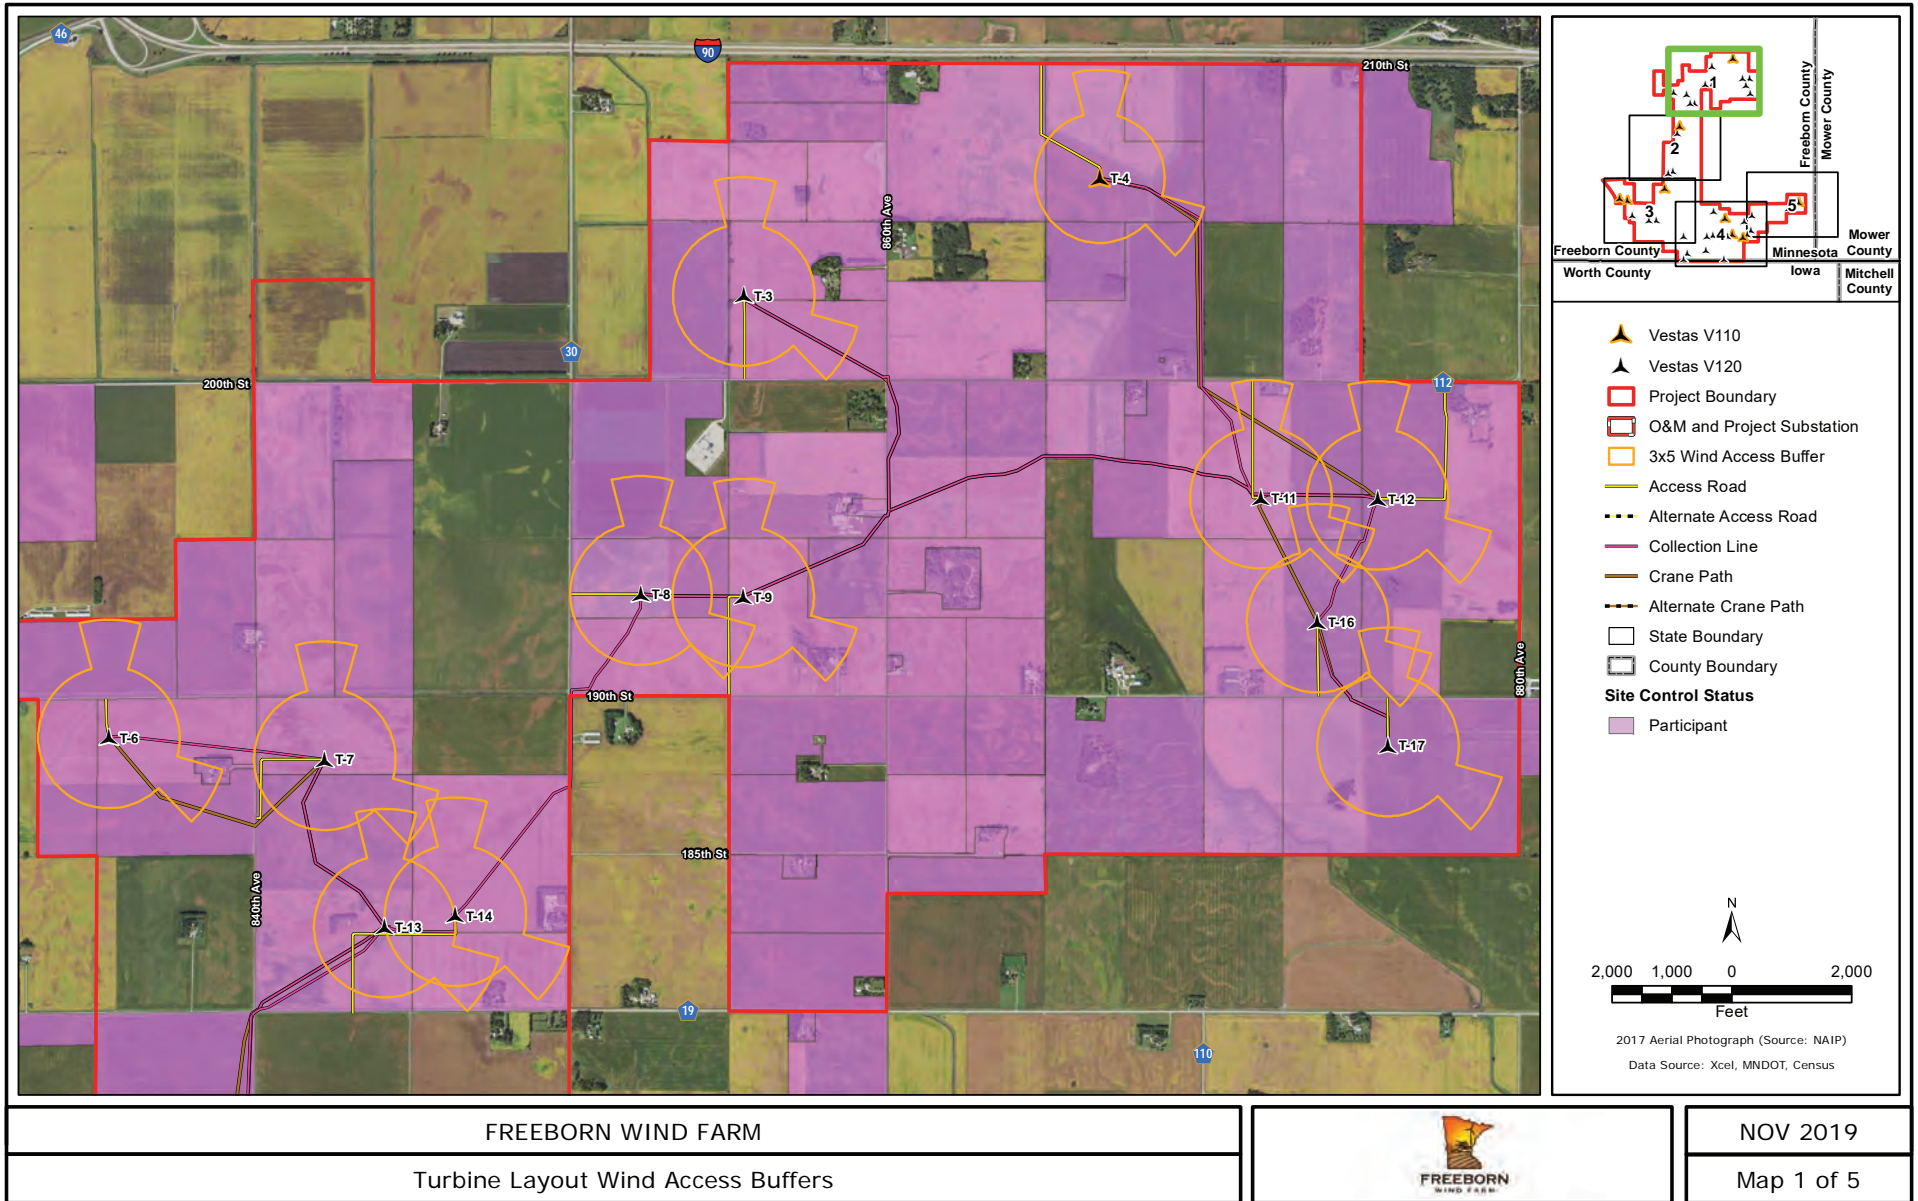 46
90
210th St
860th Ave
T-4
T-3
30
200th St
112
T-11
T-12
T-8
T-9
T-16
880th Ave
190th St
T-6
T-7
T-17
185th St
840th Ave
T-14
T-13
19
110
1
2
3
4
5
Freeborn County
Mower County
Freeborn County
Minnesota
Mower
County
Worth County
Iowa
Mitchell
County
Vestas V110
Vestas V120
Project Boundary
O&M and Project Substation
3x5 Wind Access Buffer
Access Road
Alternate Access Road
Collection Line
Crane Path
Alternate Crane Path
State Boundary
County Boundary
Site Control Status
Participant
N
2,000 1,000 0 2,000
Feet
2017 Aerial Photograph (Source: NAIP)
Data Source: Xcel, MNDOT, Census
FREEBORN WIND FARM
Turbine Layout Wind Access Buffers
FREEBORN
WIND FARM
NOV 2019
Map 1 of 5